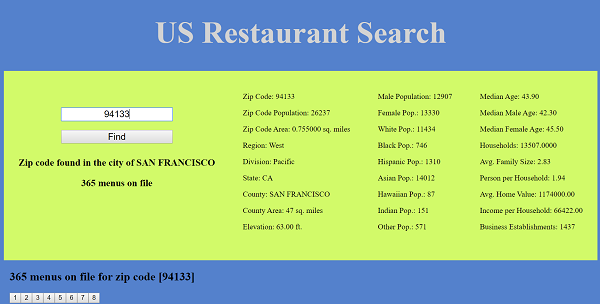 US Restaurant Search
94133
Find
Zip code found in the city of SAN FRANCISCO
365 menus on file
Zip Code: 94133
Zip Code Population: 26237
Zip Code Area: 0.755000 sq. miles
Region: West
Division: Pacific
State: CA
County: SAN FRANCISCO
County Area: 47 sq. miles
Elevation: 63.00 ft.
Male Population: 12907
Female Pop.: 13330
White Pop.: 11434
Black Pop.: 746
Hispanic Pop.: 1310
Asian Pop.: 14012
Hawaiian Pop.: 87
Indian Pop.: 151
Other Pop.: 571
Median Age: 43.90
Median Male Age: 42.30
Median Female Age: 45.50
Households: 13507.0000
Avg. Family Size: 2.83
Person per Household: 1.94
Avg. Home Value: 1174000.00
Income per Household: 66422.00
Business Establishments: 1437
365 menus on file for zip code [94133]
1 2 3 4 5 6 7 8